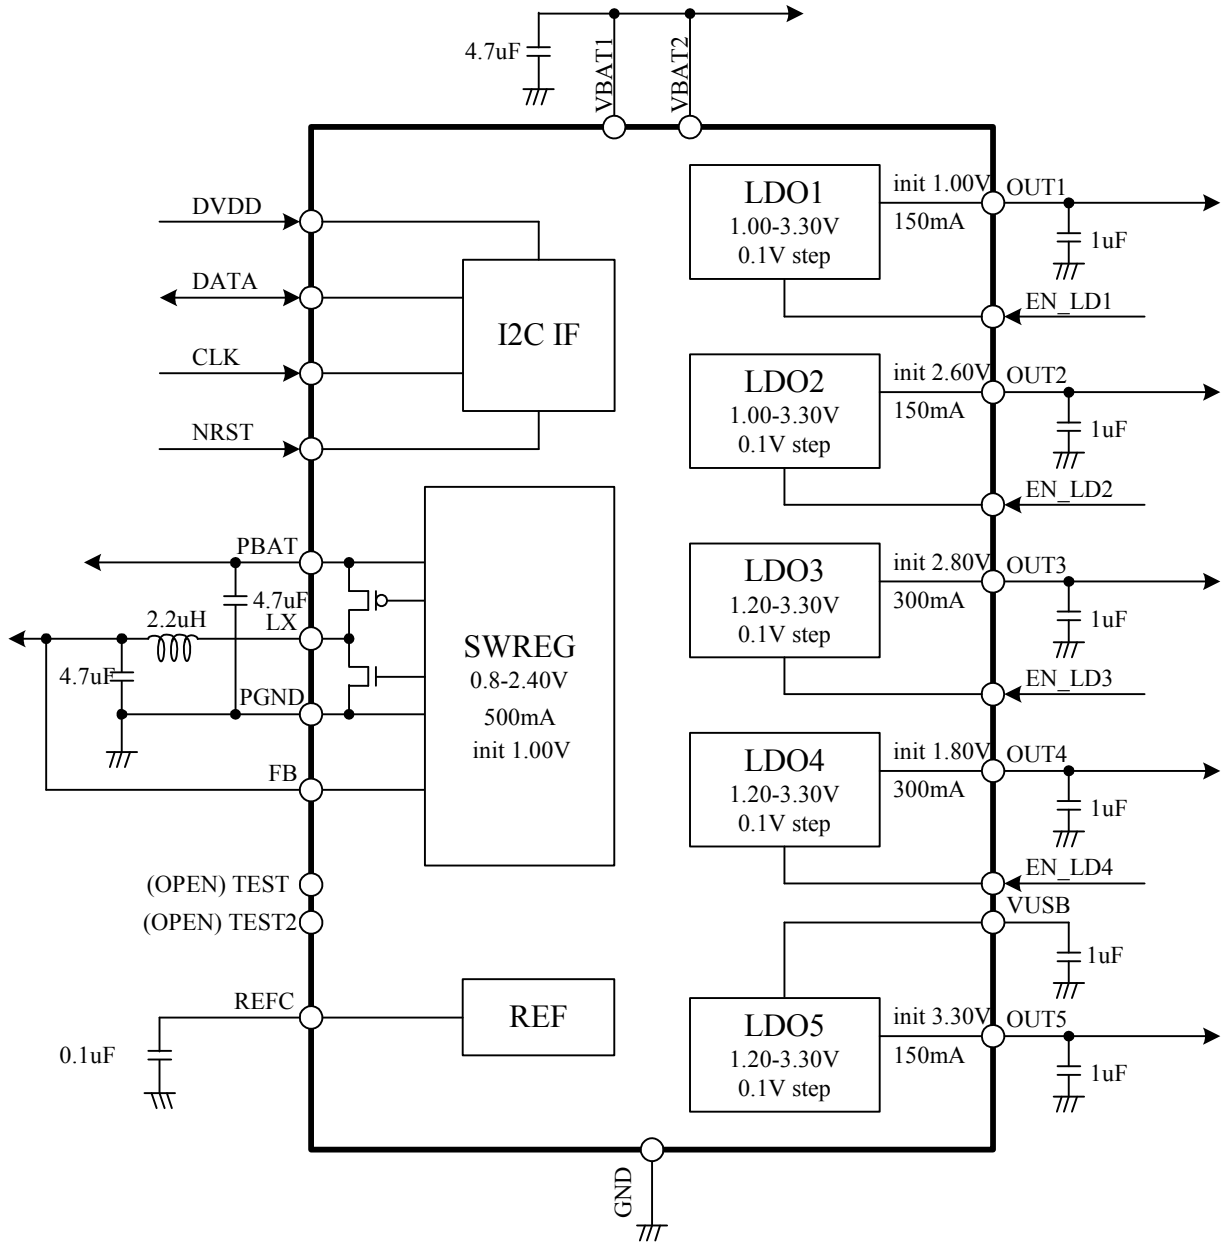 4.7uF
VBAT1
VBAT2
DVDD
DATA
CLK
NRST
I2C IF
LDO1
1.00-3.30V
0.1V step
init 1.00V
150mA
OUT1
1uF
EN_LD1
LDO2
1.00-3.30V
0.1V step
init 2.60V
150mA
OUT2
1uF
EN_LD2
PBAT
4.7uF
2.2uH
LX
4.7uF
PGND
FB
SWREG
0.8-2.40V
500mA
init 1.00V
LDO3
1.20-3.30V
0.1V step
init 2.80V
300mA
OUT3
1uF
EN_LD3
LDO4
1.20-3.30V
0.1V step
init 1.80V
300mA
OUT4
1uF
EN_LD4
(OPEN) TEST
(OPEN) TEST2
VUSB
1uF
REFC
0.1uF
REF
LDO5
1.20-3.30V
0.1V step
init 3.30V
150mA
OUT5
1uF
GND